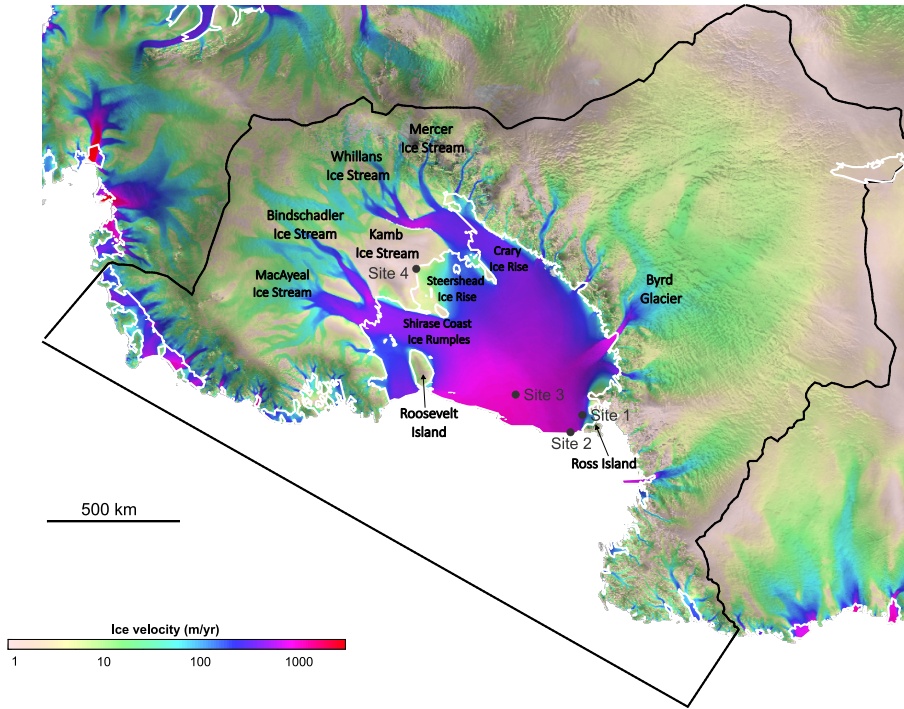 Mercer
Ice Stream
Whillans
Ice Stream
Bindschadler
Ice Stream
Kamb
Ice Stream
Site 4
Crary
Ice Rise
MacAyeal
Ice Stream
Steershead
Ice Rise
Byrd
Glacier
Shirase Coast
Ice Rumples
Site 3
Roosevelt
Island
Site 1
Site 2
Ross Island
500 km
Ice velocity (m/yr)
1
10
100
1000